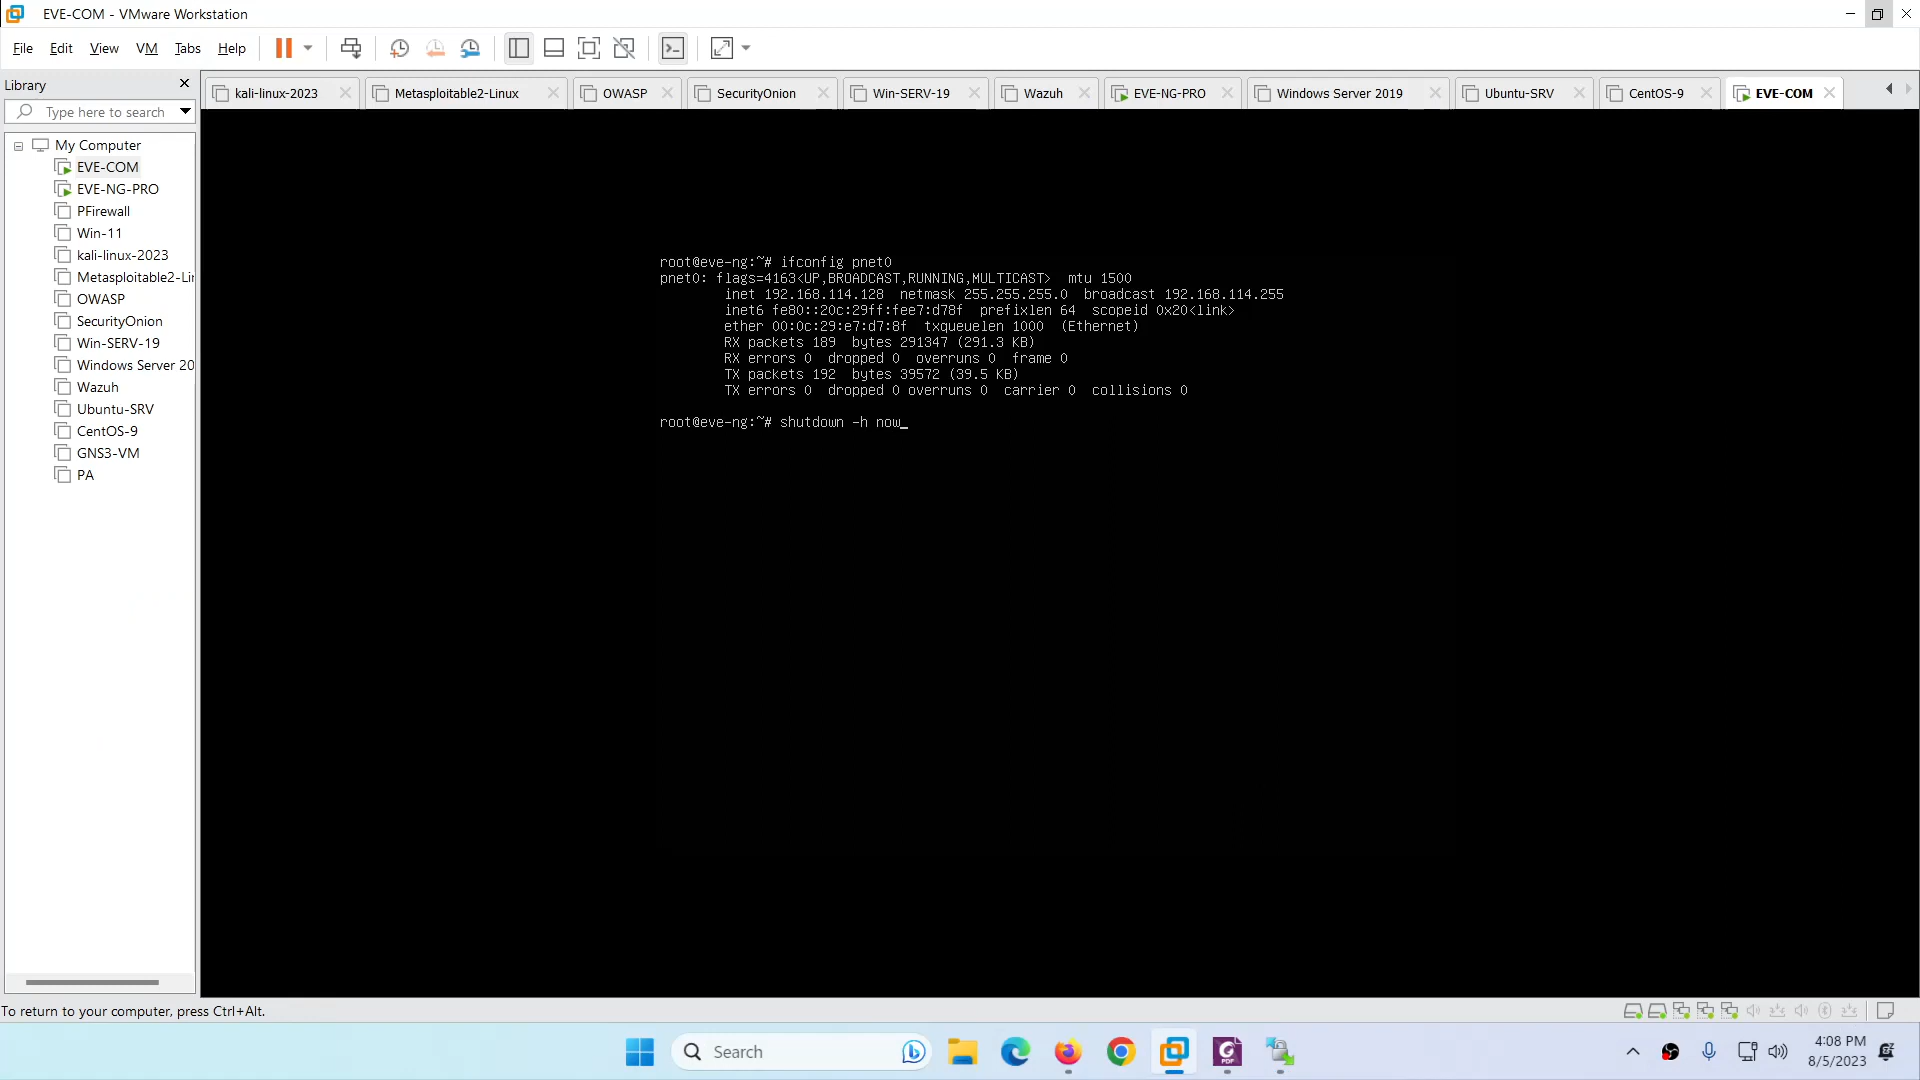 EVE-COM - VMware Workstation
File Edit View VM Tabs Help
Library
Type here to search
kali-linux-2023 Metasploitable2-Linux OWASP SecurityOnion Win-SERV-19 Wazuh EVE-NG-PRO Windows Server 2019 Ubuntu-SRV CentOS-9 EVE-COM
My Computer
EVE-COM
EVE-NG-PRO
PFirewall
Win-11
kali-linux-2023
Metasploitable2-Lin
OWASP
SecurityOnion
Win-SERV-19
Windows Server 20
Wazuh
Ubuntu-SRV
CentOS-9
GNS3-VM
PA
root@eve-ng:~# ifconfig pnet0
pnet0: flags=4163<UP,BROADCAST,RUNNING,MULTICAST>  mtu 1500
inet 192.168.114.128  netmask 255.255.255.0  broadcast 192.168.114.255
inet6 fe80::20c:29ff:fee7:d78f  prefixlen 64  scopeid 0x20<link>
ether 00:0c:29:e7:d7:8f  txqueuelen 1000  (Ethernet)
RX packets 189  bytes 291347 (291.3 KB)
RX errors 0  dropped 0  overruns 0  frame 0
TX packets 192  bytes 39572 (39.5 KB)
TX errors 0  dropped 0 overruns 0  carrier 0  collisions 0
root@eve-ng:~# shutdown -h now_
To return to your computer, press Ctrl+Alt.
Search
PDF
4:08 PM
8/5/2023